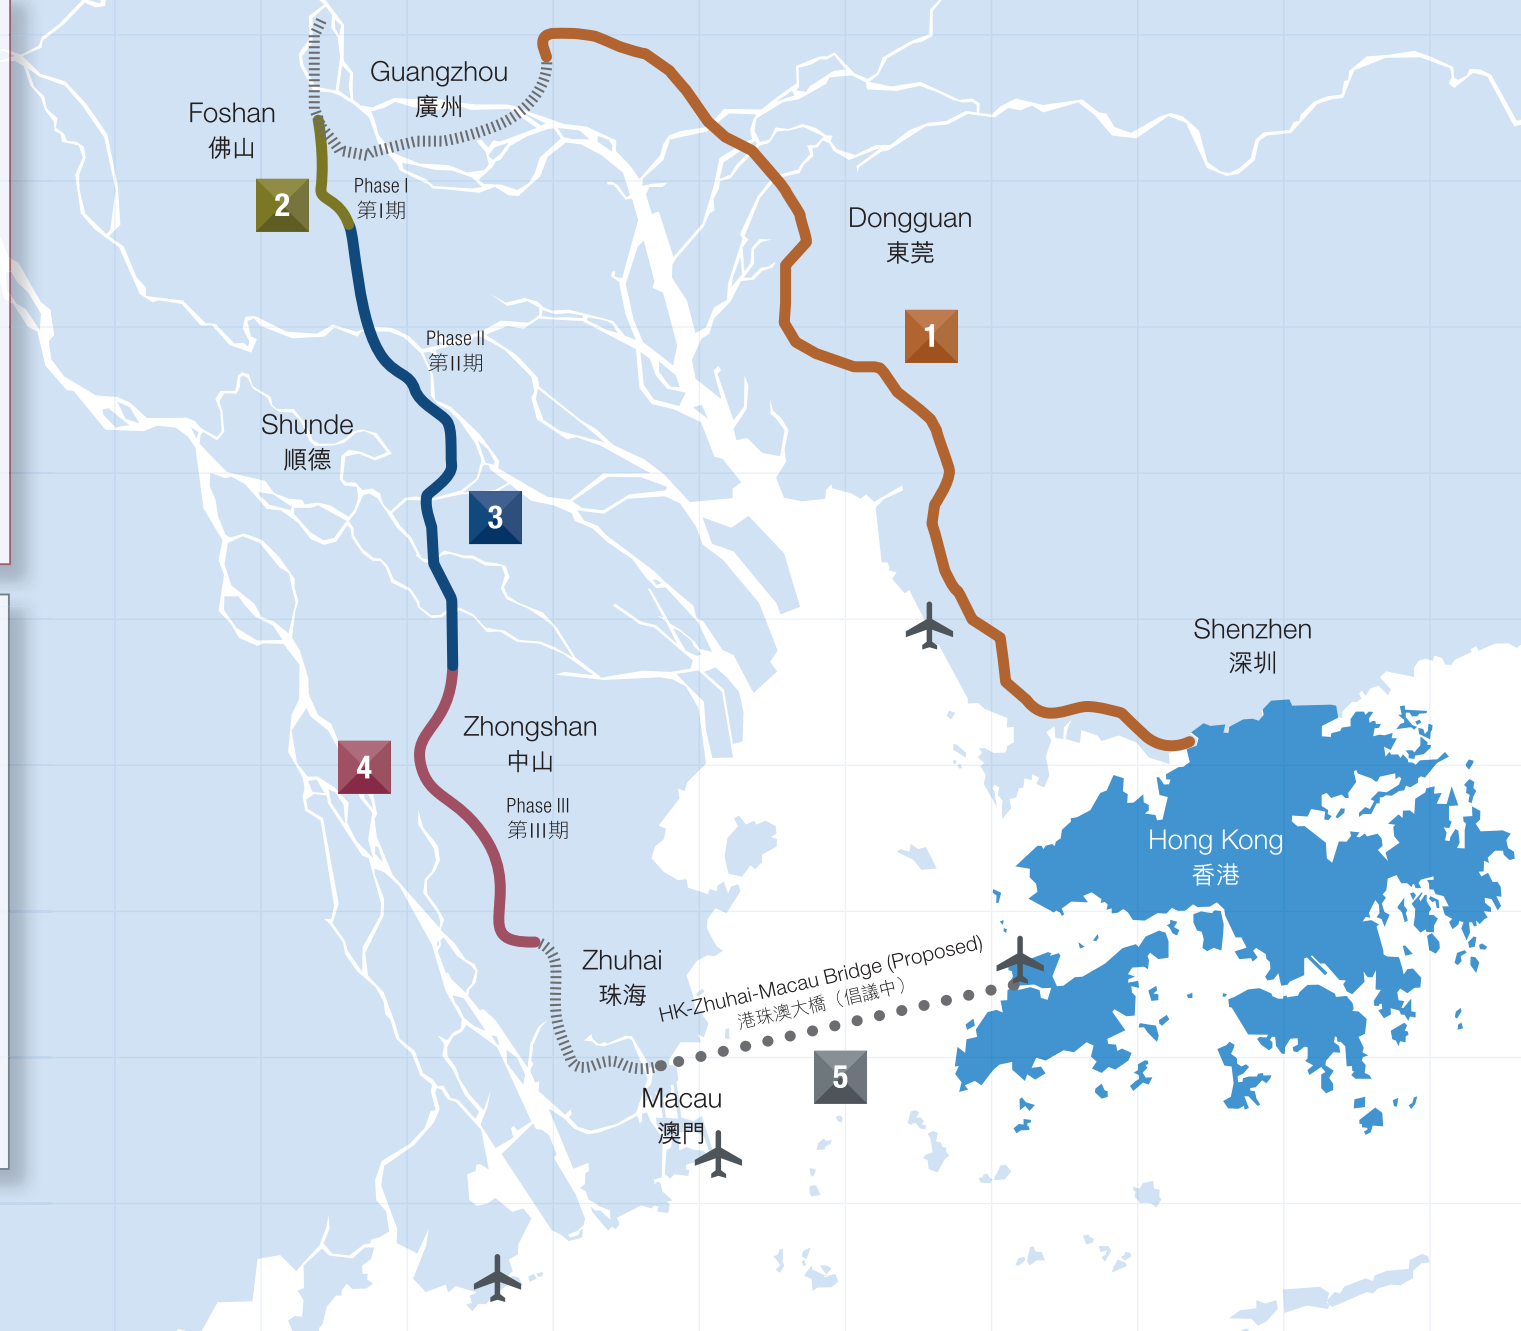 Guangzhou
廣州
Foshan
佛山
Phase I
第I期
2
Dongguan
東莞
1
Phase II
第II期
Shunde
順德
3
Shenzhen
深圳
Zhongshan
中山
4
Phase III
第III期
Hong Kong
香港
Zhuhai
珠海
HK-Zhuhai-Macau Bridge (Proposed)
港珠澳大橋（倡議中）
5
Macau
澳門